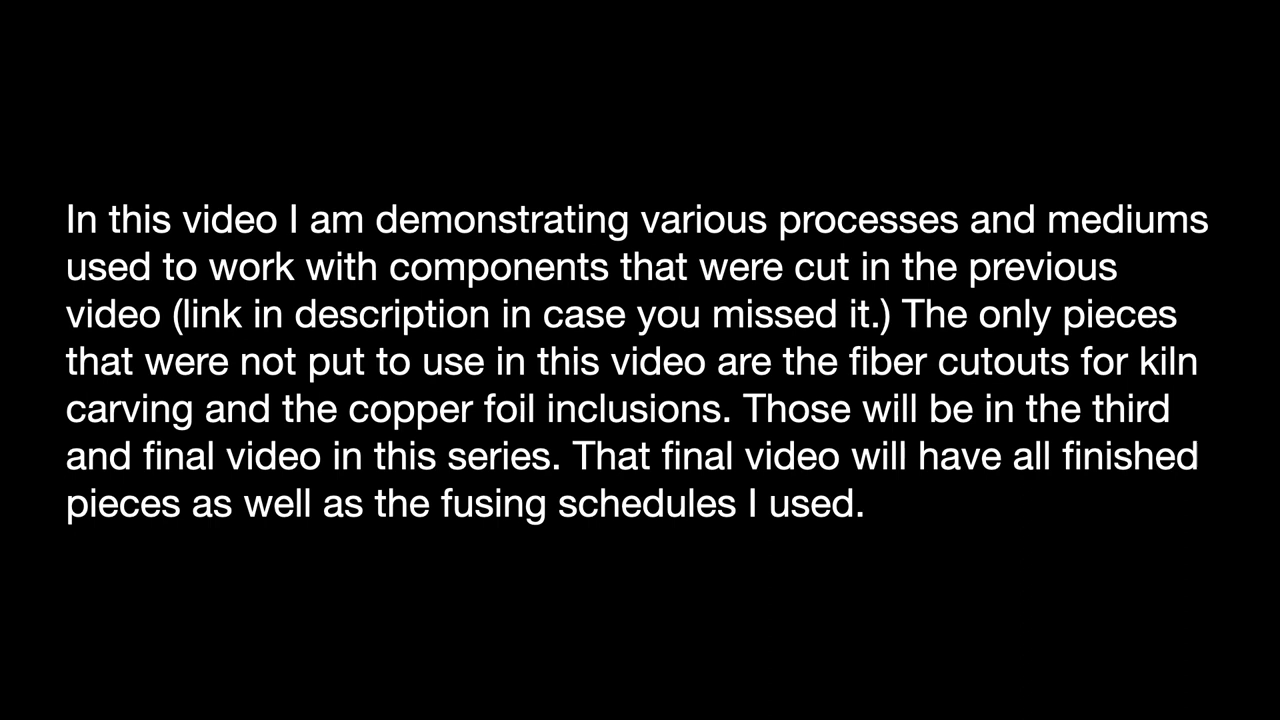 In this video I am demonstrating various processes and mediums
used to work with components that were cut in the previous
video (link in description in case you missed it.) The only pieces
that were not put to use in this video are the fiber cutouts for kiln
carving and the copper foil inclusions. Those will be in the third
and final video in this series. That final video will have all finished
pieces as well as the fusing schedules I used.